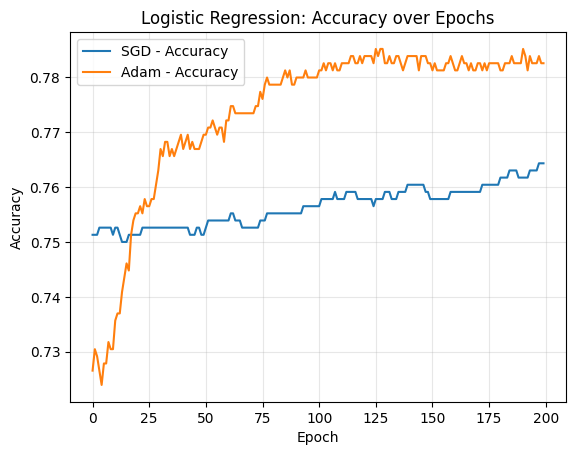 Logistic Regression: Accuracy over Epochs
SGD - Accuracy
Adam - Accuracy
0.78
0.77
0.76
0.75
0.74
0.73
Accuracy
0 25 50 75 100 125 150 175 200
Epoch